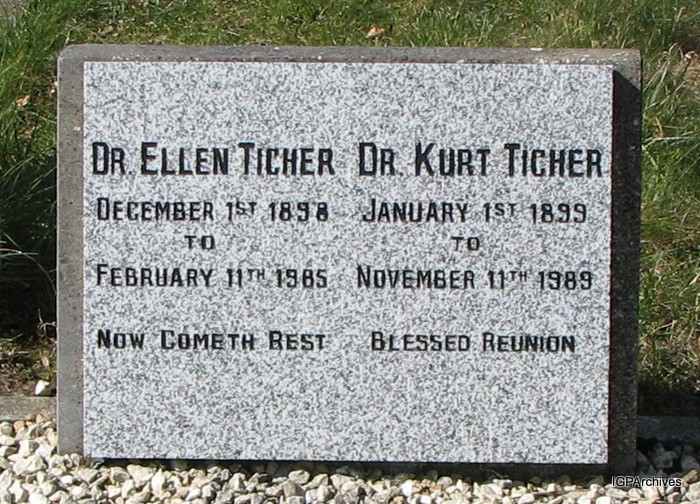 DR. ELLEN TICHER
DECEMBER 1ST 1898
TO
FEBRUARY 11TH 1985
NOW COMETH REST
DR. KURT TICHER
JANUARY 1ST 1899
TO
NOVEMBER 11TH 1989
BLESSED REUNION
IGPArchives